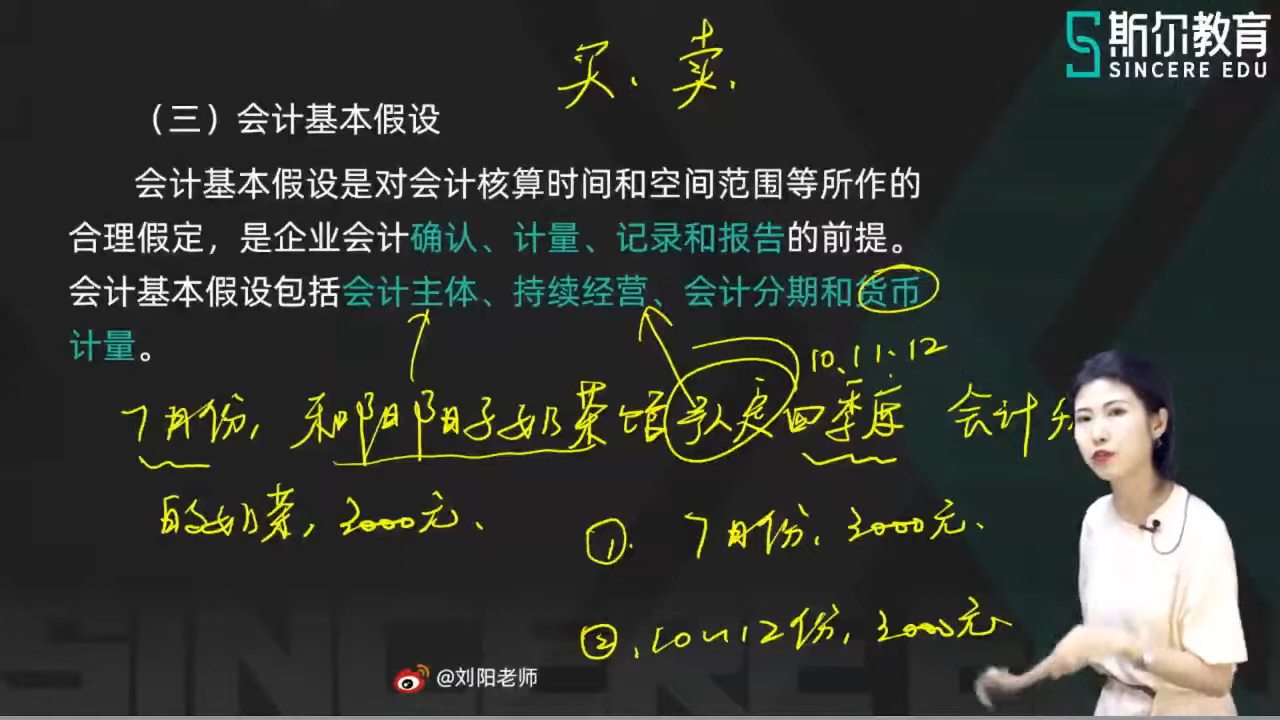 斯尔教育
SINCERE EDU
买、卖.
（三）会计基本假设
会计基本假设是对会计核算时间和空间范围等所作的
合理假定，是企业会计确认、计量、记录和报告的前提。
会计基本假设包括会计主体、持续经营、会计分期和货币
计量。
10、11、12
7月份, 和阳阳子奶茶馆 四季度 会计分
的奶茶, 3000元、
①. 7月份, 3000元、
②. 10~12份, 3000元
@刘阳老师